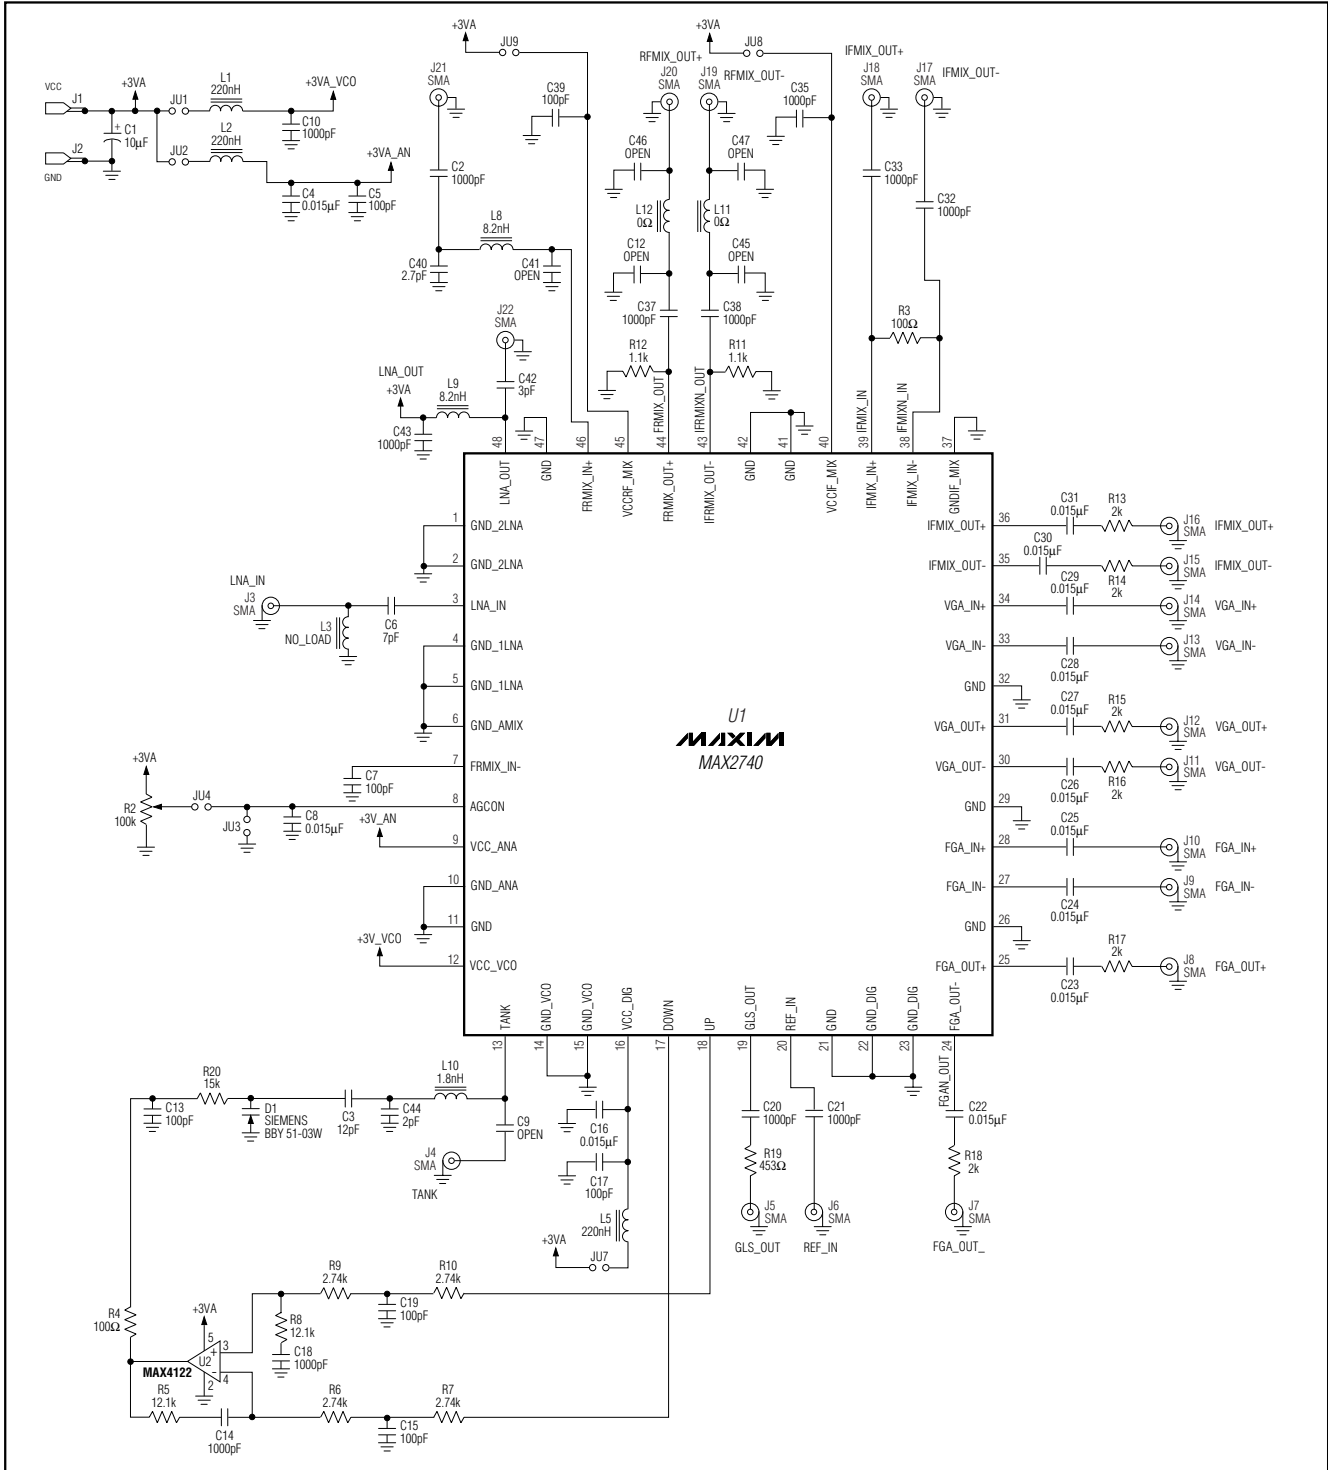 +3VA
JU9
+3VA
JU8
RFMIX_OUT+
J20
SMA
J19
SMA
RFMIX_OUT-
IFMIX_OUT+
J18
SMA
J17
SMA
IFMIX_OUT-
VCC
J1
+3VA
JU1
L1
220nH
+3VA_VCO
C1
10µF
+
C10
1000pF
J2
GND
JU2
L2
220nH
+3VA_AN
C4
0.015µF
C5
100pF
J21
SMA
C2
1000pF
C39
100pF
C35
1000pF
C46
OPEN
C47
OPEN
L12
0Ω
L11
0Ω
C12
OPEN
C45
OPEN
C37
1000pF
C38
1000pF
R12
1.1k
R11
1.1k
C33
1000pF
C32
1000pF
R3
100Ω
L8
8.2nH
C40
2.7pF
C41
OPEN
J22
SMA
C42
3pF
LNA_OUT
+3VA
L9
8.2nH
C43
1000pF
FRMIX_OUT
IFRMIXN_OUT
IFMIX_IN
IFMIXN_IN
48
47
46
45
44
43
42
41
40
39
38
37
LNA_OUT
GND
FRMIX_IN+
VCCRF_MIX
FRMIX_OUT+
IFRMIX_OUT-
GND
GND
VCCIF_MIX
IFMIX_IN+
IFMIX_IN-
GNDIF_MIX
1
GND_2LNA
2
GND_2LNA
LNA_IN
J3
SMA
L3
NO_LOAD
C6
7pF
3
LNA_IN
4
GND_1LNA
5
GND_1LNA
6
GND_AMIX
7
FRMIX_IN-
C7
100pF
+3VA
R2
100k
JU4
JU3
C8
0.015µF
8
AGCON
+3V_AN
9
VCC_ANA
10
GND_ANA
11
GND
+3V_VCO
12
VCC_VCO
U1
MAXIM
MAX2740
IFMIX_OUT+
36
C31
0.015µF
R13
2k
J16
SMA
IFMIX_OUT+
IFMIX_OUT-
35
C30
0.015µF
R14
2k
J15
SMA
IFMIX_OUT-
VGA_IN+
34
C29
0.015µF
J14
SMA
VGA_IN+
VGA_IN-
33
C28
0.015µF
J13
SMA
VGA_IN-
GND
32
VGA_OUT+
31
C27
0.015µF
R15
2k
J12
SMA
VGA_OUT+
VGA_OUT-
30
C26
0.015µF
R16
2k
J11
SMA
VGA_OUT-
GND
29
FGA_IN+
28
C25
0.015µF
J10
SMA
FGA_IN+
FGA_IN-
27
C24
0.015µF
J9
SMA
FGA_IN-
GND
26
FGA_OUT+
25
C23
0.015µF
R17
2k
J8
SMA
FGA_OUT+
TANK
GND_VCO
GND_VCO
VCC_DIG
DOWN
UP
GLS_OUT
REF_IN
GND
GND_DIG
GND_DIG
FGA_OUT-
13
14
15
16
17
18
19
20
21
22
23
24
FGAN_OUT
R20
15k
C13
100pF
D1
SIEMENS
BBY 51-03W
C3
12pF
C44
2pF
L10
1.8nH
C9
OPEN
J4
SMA
TANK
C16
0.015µF
C17
100pF
L5
220nH
+3VA
JU7
C20
1000pF
R19
453Ω
J5
SMA
GLS_OUT
C21
1000pF
J6
SMA
REF_IN
C22
0.015µF
R18
2k
J7
SMA
FGA_OUT_
R4
100Ω
+3VA
5
3
+
U2
-
4
2
MAX4122
R8
12.1k
C18
1000pF
R9
2.74k
C19
100pF
R10
2.74k
R5
12.1k
C14
1000pF
R6
2.74k
C15
100pF
R7
2.74k